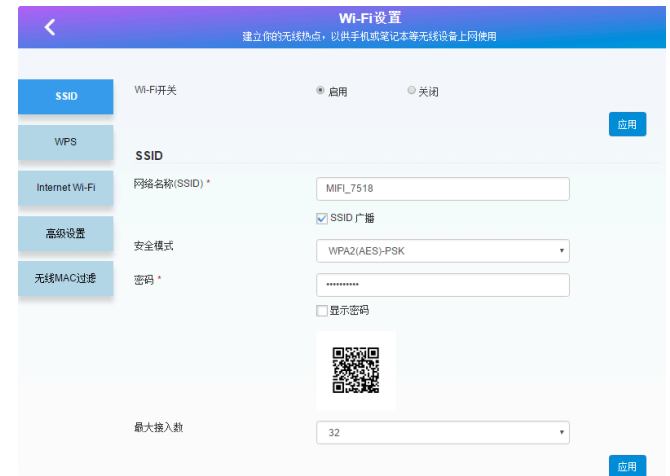 Wi-Fi设置
建立你的无线热点，以供手机或笔记本等无线设备上网使用
SSID
WPS
Internet Wi-Fi
高级设置
无线MAC过滤
Wi-Fi开关
启用
关闭
应用
SSID
网络名称(SSID) *
MIFI_7518
SSID 广播
安全模式
WPA2(AES)-PSK
密码 *
••••••••••
显示密码
最大接入数
32
应用